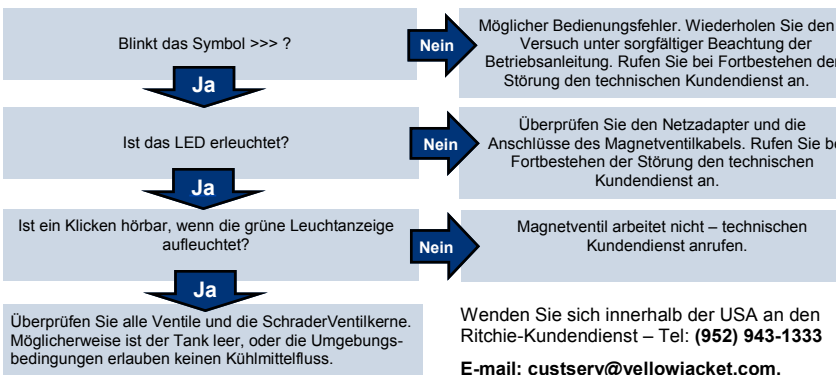 Blinkt das Symbol >>> ?
Nein
Möglicher Bedienungsfehler. Wiederholen Sie den
Versuch unter sorgfältiger Beachtung der
Betriebsanleitung. Rufen Sie bei Fortbestehen der
Störung den technischen Kundendienst an.
Ja
Ist das LED erleuchtet?
Nein
Überprüfen Sie den Netzadapter und die
Anschlüsse des Magnetventilkabels. Rufen Sie be
Fortbestehen der Störung den technischen
Kundendienst an.
Ja
Ist ein Klicken hörbar, wenn die grüne Leuchtanzeige
aufleuchtet?
Nein
Magnetventil arbeitet nicht – technischen
Kundendienst anrufen.
Ja
Überprüfen Sie alle Ventile und die SchraderVentilkerne.
Möglicherweise ist der Tank leer, oder die Umgebungs-
bedingungen erlauben keinen Kühlmittelfluss.
Wenden Sie sich innerhalb der USA an den
Ritchie-Kundendienst – Tel: (952) 943-1333
E-mail: custserv@yellowjacket.com.